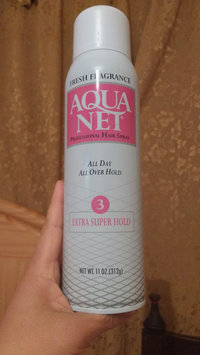 FRESH FRAGRANCE
AQUA
NET
PROFESSIONAL HAIR SPRAY
ALL DAY
ALL OVER HOLD
3
EXTRA SUPER HOLD
NET WT. 11 OZ. (312g)